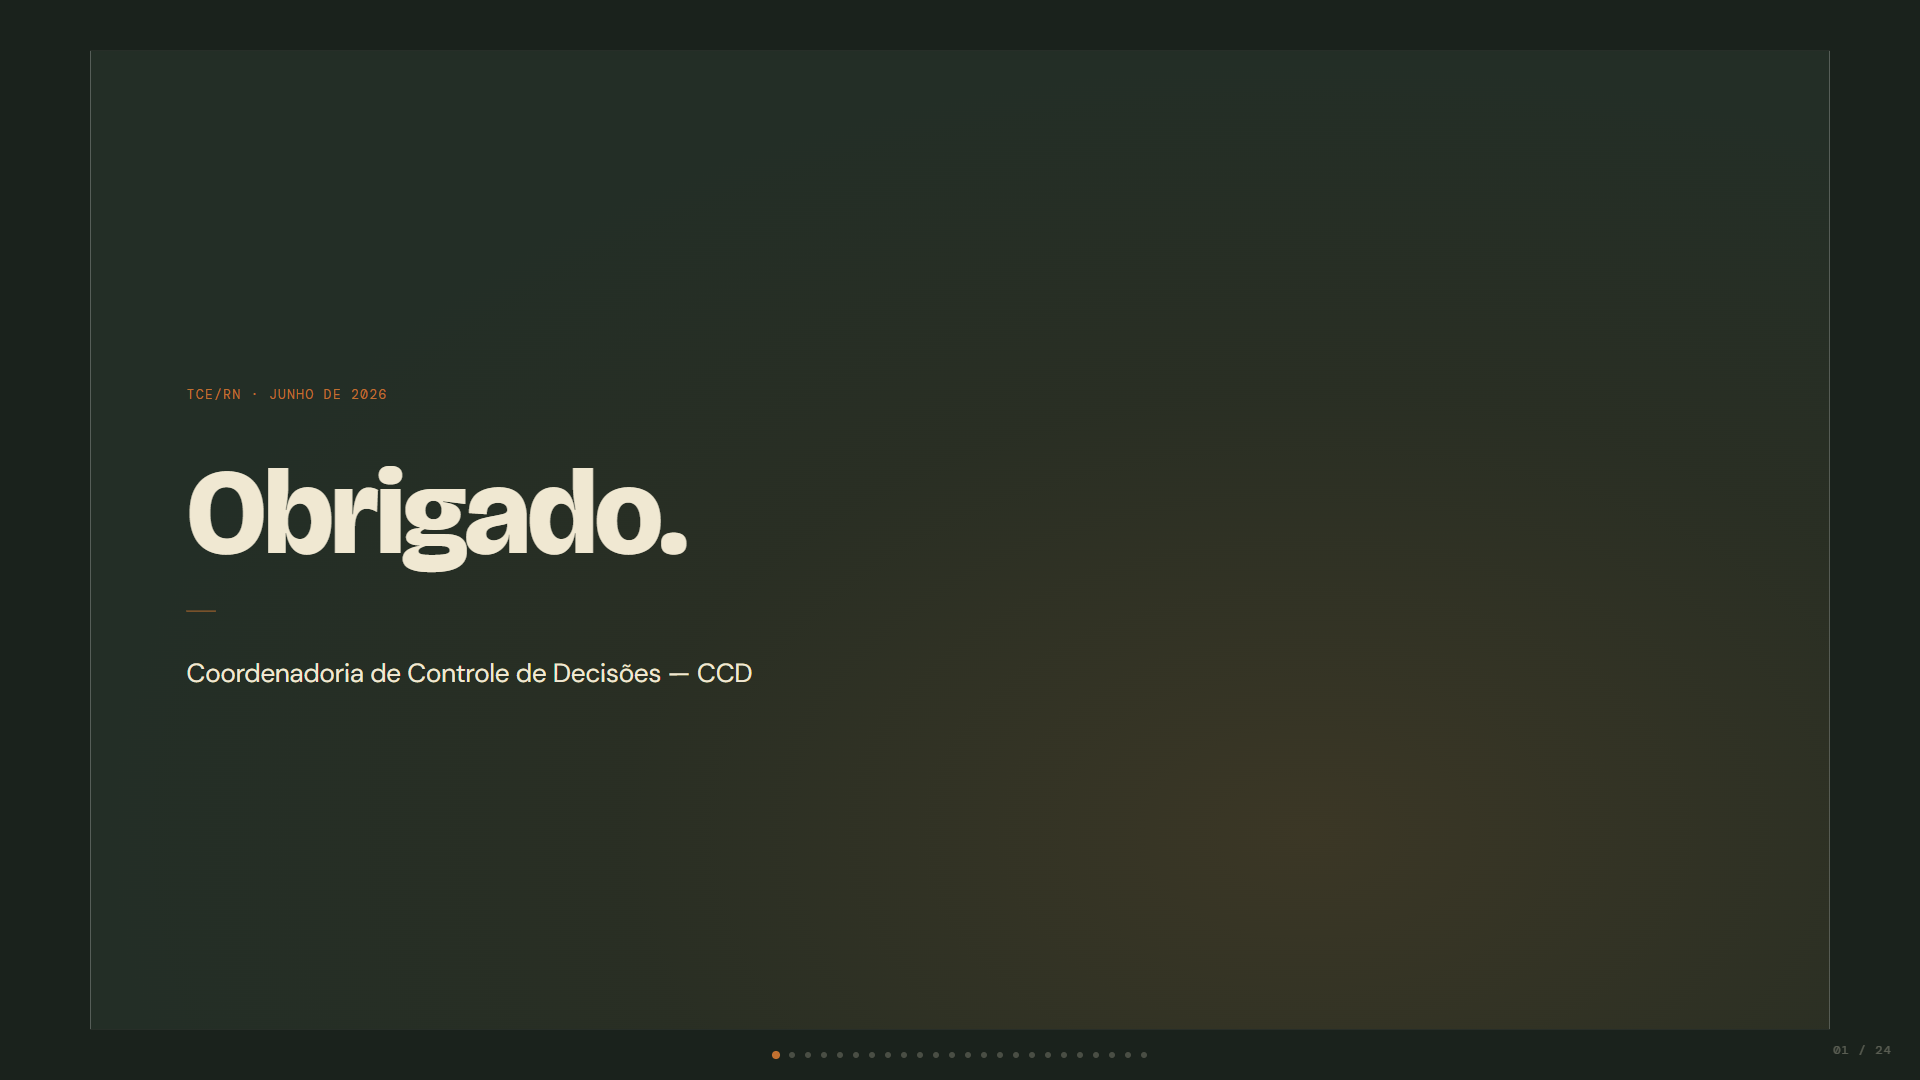 TCE/RN · JUNHO DE 2026
Obrigado.
Coordenadoria de Controle de Decisões — CCD
01 / 24